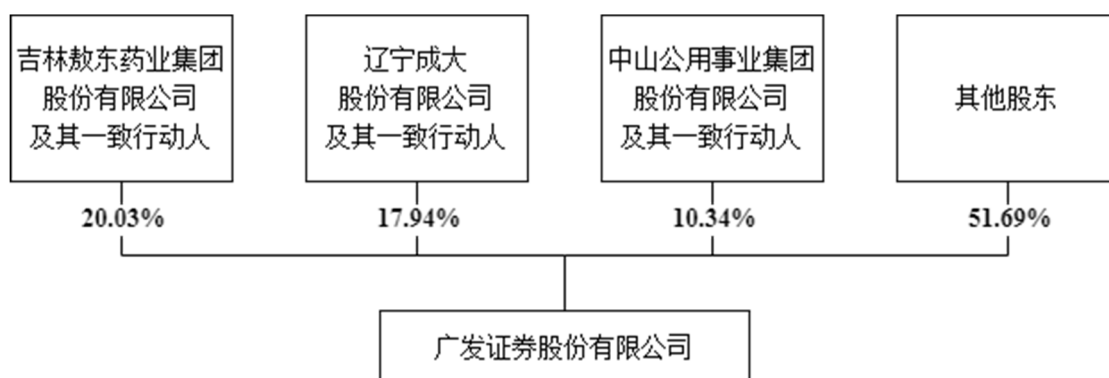 吉林敖东药业集团
股份有限公司
及其一致行动人
辽宁成大
股份有限公司
及其一致行动人
中山公用事业集团
股份有限公司
及其一致行动人
其他股东
20.03%
17.94%
10.34%
51.69%
广发证券股份有限公司